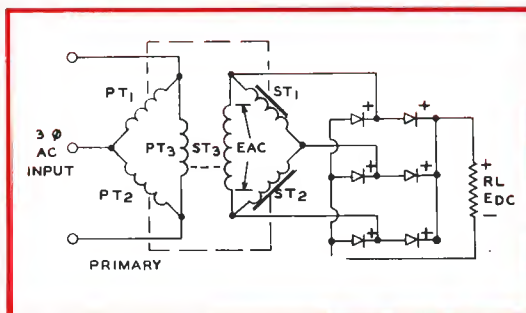 PT1
ST1
3 Ø
AC
INPUT
PT3
ST3
EAC
PT2
ST2
PRIMARY
+
+
+
+
+
+
+
RL
EDC
−